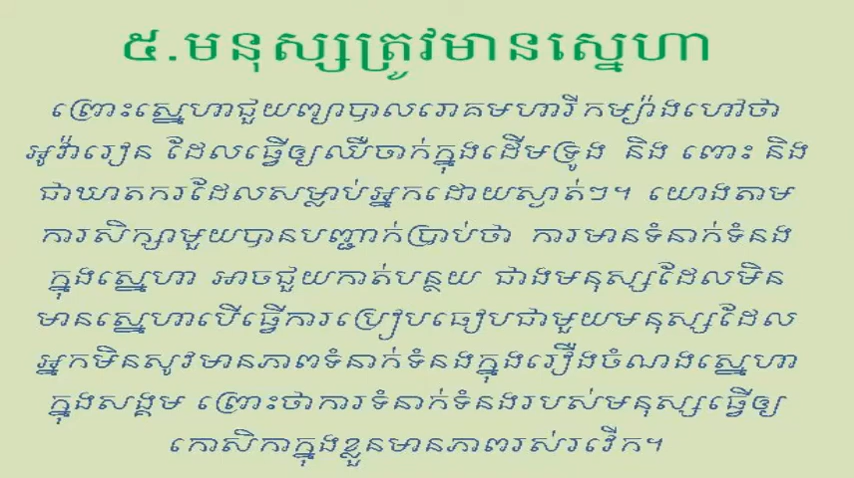 ៥.មនុស្សត្រូវមានស្នេហា
ព្រោះស្នេហាជួយព្យាបាលរោគមហារីកម្យ៉ាងហៅថា
អូវ៉ារៀន ដែលធ្វើឲ្យឈឺចាក់ក្នុងដើមទ្រូង និង ពោះ និង
ជាឃាតករដែលសម្លាប់អ្នកដោយស្ងាត់ៗ។ យោងតាម
ការសិក្សាមួយបានបញ្ជាក់ប្រាប់ថា ការមានទំនាក់ទំនង
ក្នុងស្នេហា អាចជួយកាត់បន្ថយ ជាងមនុស្សដែលមិន
មានស្នេហាបើធ្វើការប្រៀបធៀបជាមួយមនុស្សដែល
អ្នកមិនសូវមានភាពទំនាក់ទំនងក្នុងរឿងចំណងស្នេហា
ក្នុងសង្គម ព្រោះថាការទំនាក់ទំនងរបស់មនុស្សធ្វើឲ្យ
កោសិកាក្នុងខ្លួនមានភាពរស់រវើក។